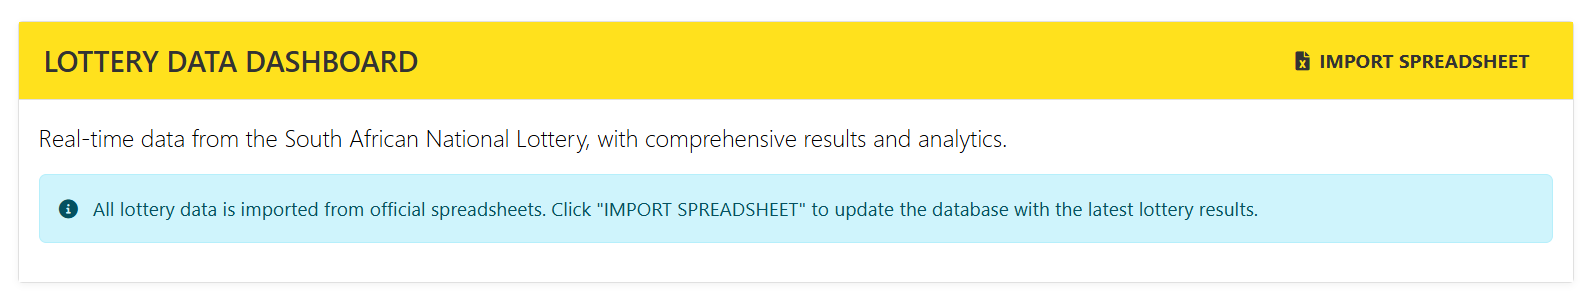 LOTTERY DATA DASHBOARD
IMPORT SPREADSHEET
Real-time data from the South African National Lottery, with comprehensive results and analytics.
All lottery data is imported from official spreadsheets. Click "IMPORT SPREADSHEET" to update the database with the latest lottery results.